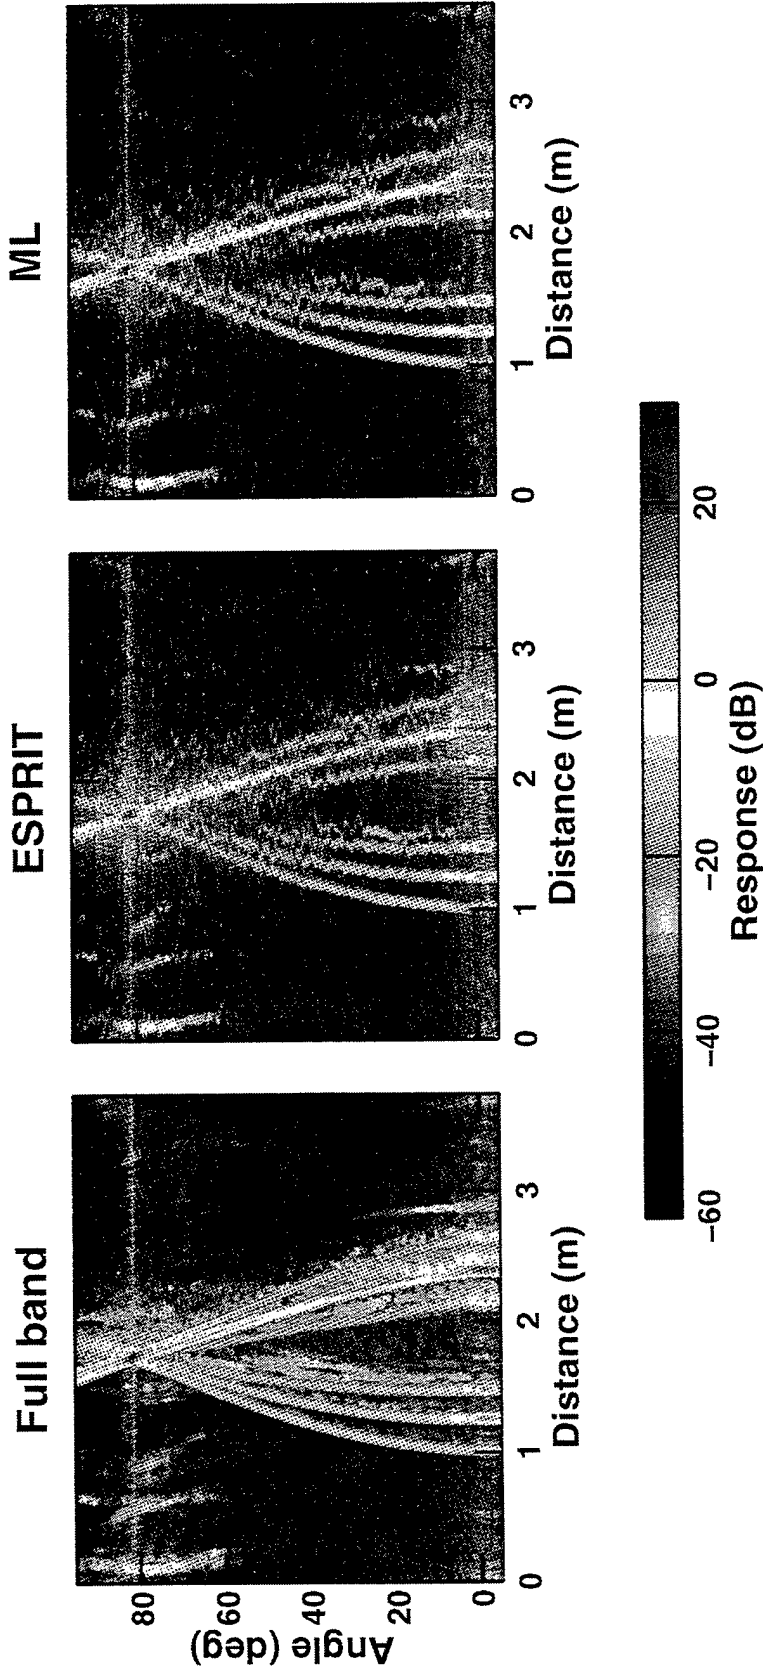 Full band
ESPRIT
ML
Angle (deg)
80
60
40
20
0
0
1
2
3
Distance (m)
0
1
2
3
Distance (m)
0
1
2
3
Distance (m)
−60
−40
−20
0
20
Response (dB)